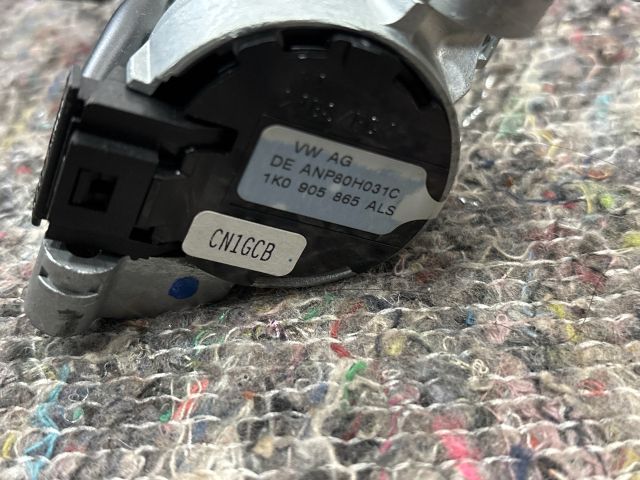 VW AG
DE ANP80H031C
1K0 905 865 ALS
CN1GCB